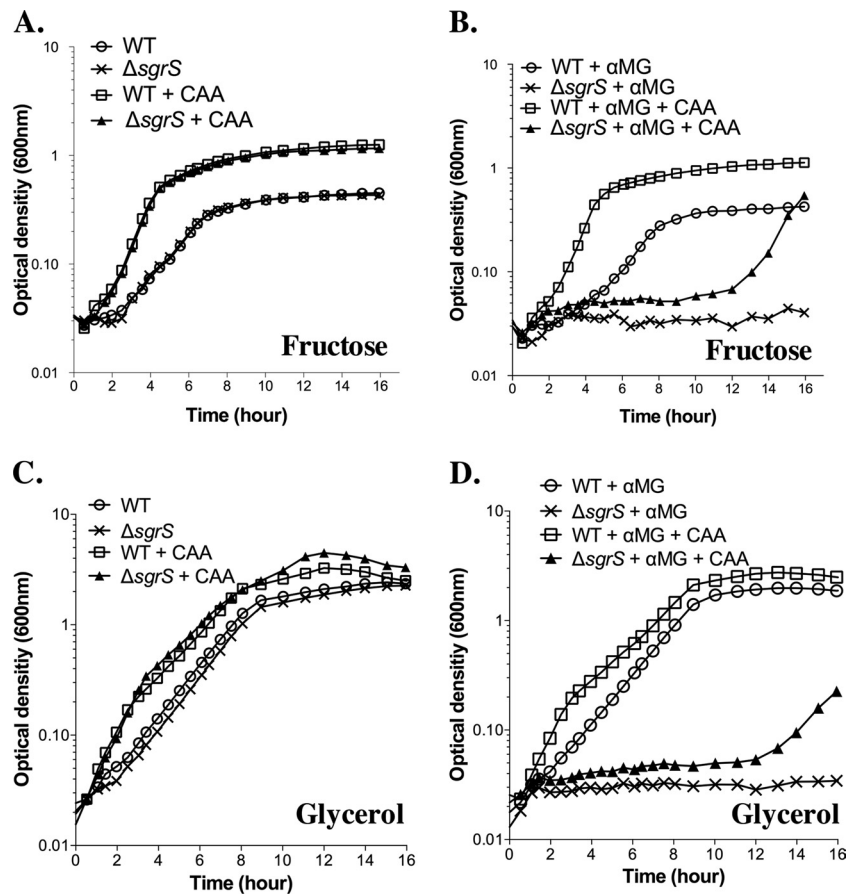 A.
WT
ΔsgrS
WT + CAA
ΔsgrS + CAA
Optical densitiy (600nm)
10
1
0.10
0.01
0 2 4 6 8 10 12 14 16
Fructose
Time (hour)
B.
WT + αMG
ΔsgrS + αMG
WT + αMG + CAA
ΔsgrS + αMG + CAA
Optical densitiy (600nm)
10
1
0.10
0.01
0 2 4 6 8 10 12 14 16
Fructose
Time (hour)
C.
WT
ΔsgrS
WT + CAA
ΔsgrS + CAA
Optical densitiy (600nm)
10
1
0.10
0.01
0 2 4 6 8 10 12 14 16
Glycerol
Time (hour)
D.
WT + αMG
ΔsgrS + αMG
WT + αMG + CAA
ΔsgrS + αMG + CAA
Optical densitiy (600nm)
10
1
0.10
0.01
0 2 4 6 8 10 12 14 16
Glycerol
Time (hour)